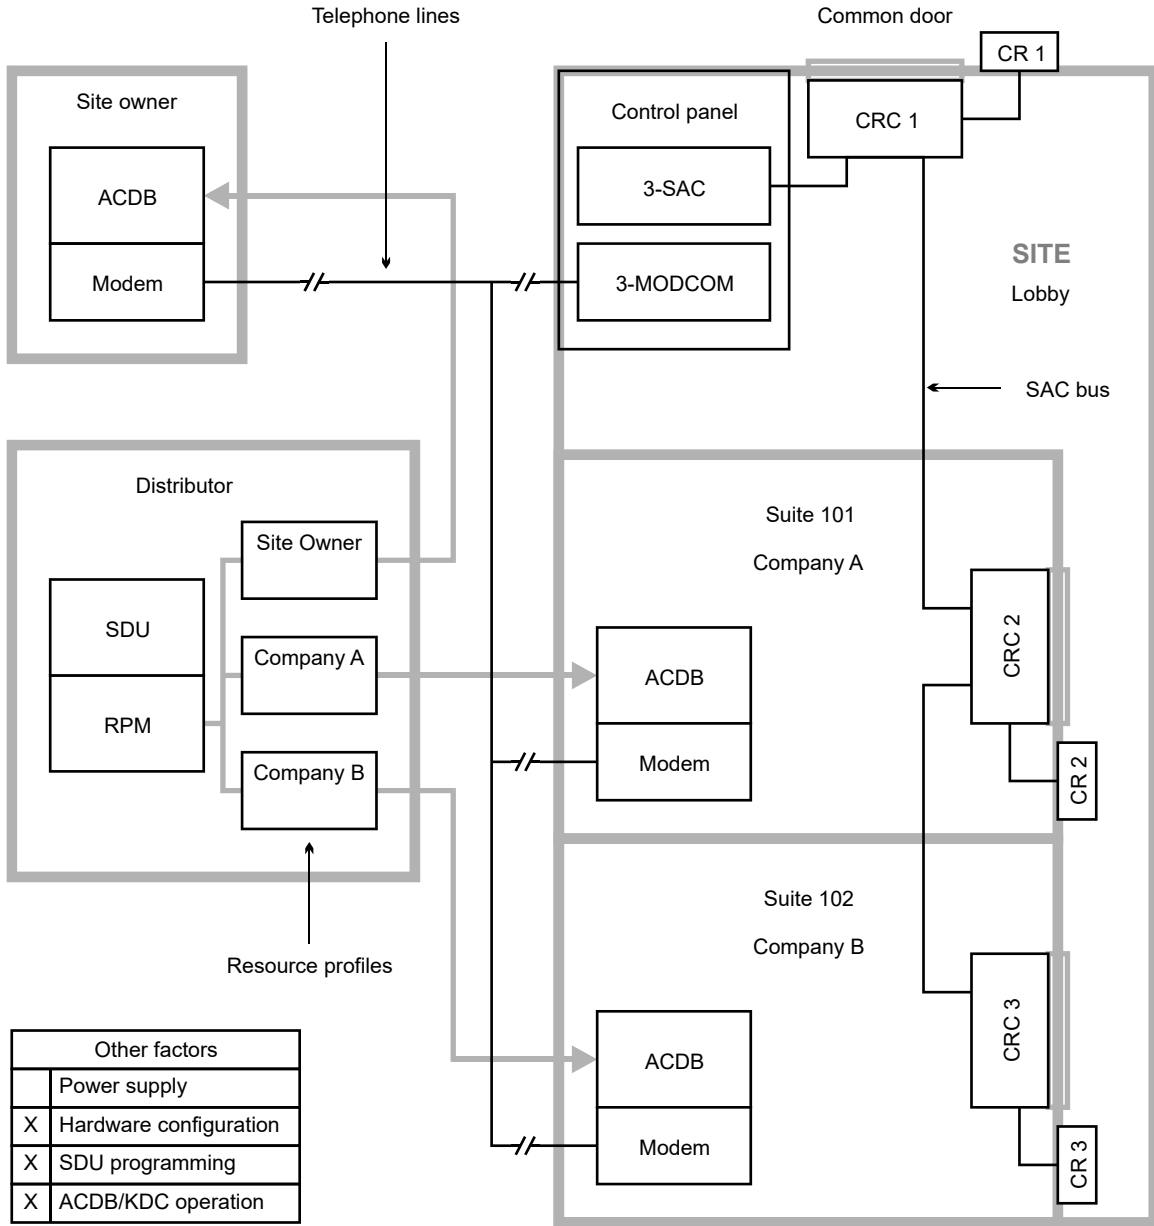 Telephone lines
Common door
CR 1
Site owner
Control panel
CRC 1
ACDB
3-SAC
Modem
3-MODCOM
SITE
Lobby
SAC bus
Distributor
Site Owner
SDU
Company A
RPM
Company B
Resource profiles
Suite 101
Company A
CRC 2
ACDB
Modem
CR 2
Suite 102
Company B
CRC 3
ACDB
Modem
CR 3
Other factors
Power supply
X Hardware configuration
X SDU programming
X ACDB/KDC operation